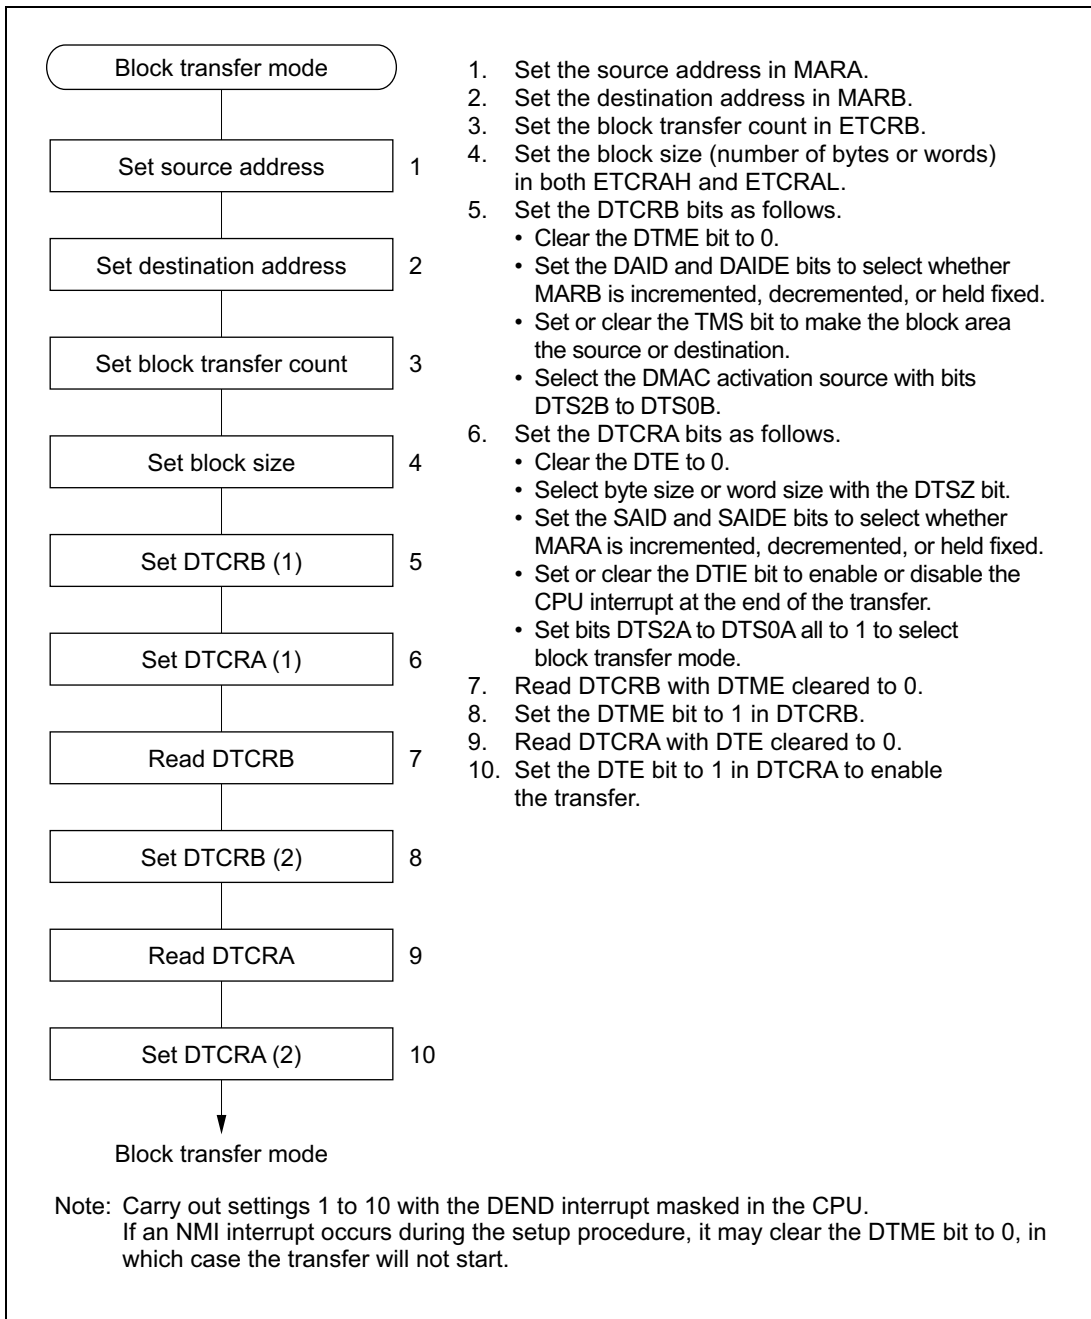 Block transfer mode
Set source address 1
Set destination address 2
Set block transfer count 3
Set block size 4
Set DTCRB (1) 5
Set DTCRA (1) 6
Read DTCRB 7
Set DTCRB (2) 8
Read DTCRA 9
Set DTCRA (2) 10
Block transfer mode
1. Set the source address in MARA.
2. Set the destination address in MARB.
3. Set the block transfer count in ETCRB.
4. Set the block size (number of bytes or words)
in both ETCRAH and ETCRAL.
5. Set the DTCRB bits as follows.
• Clear the DTME bit to 0.
• Set the DAID and DAIDE bits to select whether
MARB is incremented, decremented, or held fixed.
• Set or clear the TMS bit to make the block area
the source or destination.
• Select the DMAC activation source with bits
DTS2B to DTS0B.
6. Set the DTCRA bits as follows.
• Clear the DTE to 0.
• Select byte size or word size with the DTSZ bit.
• Set the SAID and SAIDE bits to select whether
MARA is incremented, decremented, or held fixed.
• Set or clear the DTIE bit to enable or disable the
CPU interrupt at the end of the transfer.
• Set bits DTS2A to DTS0A all to 1 to select
block transfer mode.
7. Read DTCRB with DTME cleared to 0.
8. Set the DTME bit to 1 in DTCRB.
9. Read DTCRA with DTE cleared to 0.
10. Set the DTE bit to 1 in DTCRA to enable
the transfer.
Note: Carry out settings 1 to 10 with the DEND interrupt masked in the CPU.
If an NMI interrupt occurs during the setup procedure, it may clear the DTME bit to 0, in
which case the transfer will not start.